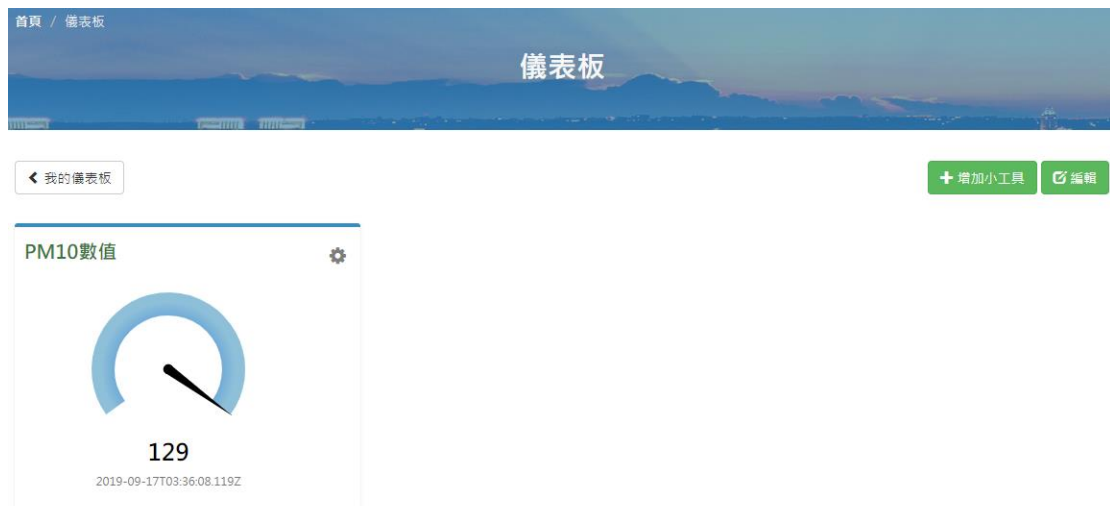 首頁 / 儀表板
儀表板
我的儀表板
增加小工具
編輯
PM10數值
129
2019-09-17T03:36:08.119Z